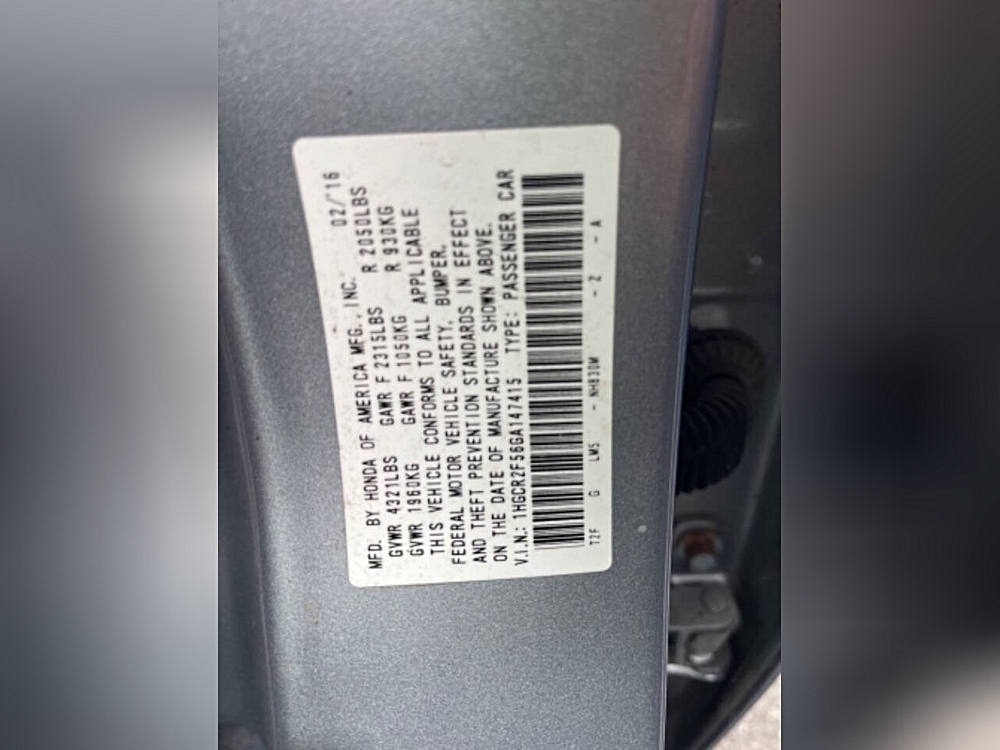 MFD. BY HONDA OF AMERICA MFG., INC. 02/'16
GVWR 4321LBS GAWR F 2315LBS R 2050LBS
GVWR 1960KG GAWR F 1050KG R 930KG
THIS VEHICLE CONFORMS TO ALL APPLICABLE
FEDERAL MOTOR VEHICLE SAFETY, BUMPER,
AND THEFT PREVENTION STANDARDS IN EFFECT
ON THE DATE OF MANUFACTURE SHOWN ABOVE.
V.I.N.: 1HGCR2F56GA147415 TYPE: PASSENGER CAR
T2F G LM5 - NH830M - 2 - A